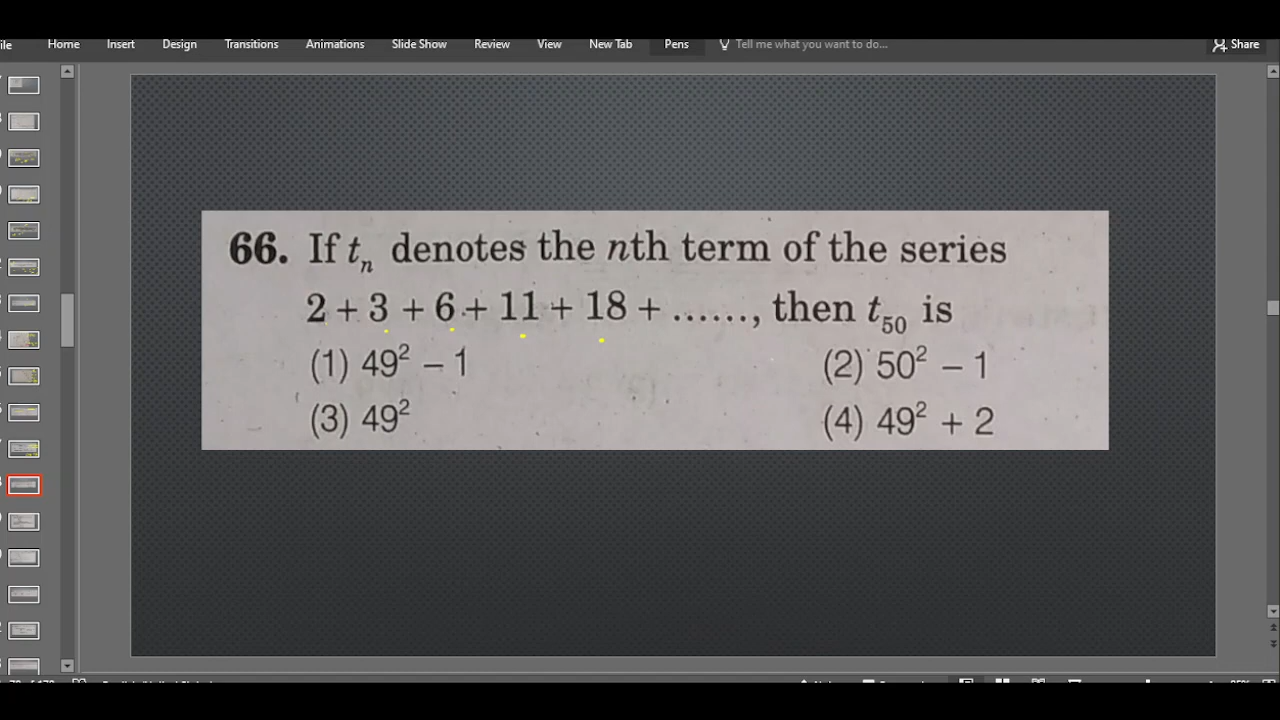 ile Home Insert Design Transitions Animations Slide Show Review View New Tab Pens Tell me what you want to do... Share
66. If tₙ denotes the nth term of the series
2 + 3 + 6 + 11 + 18 + ......, then t₅₀ is
(1) 49² – 1 (2) 50² – 1
(3) 49² (4) 49² + 2